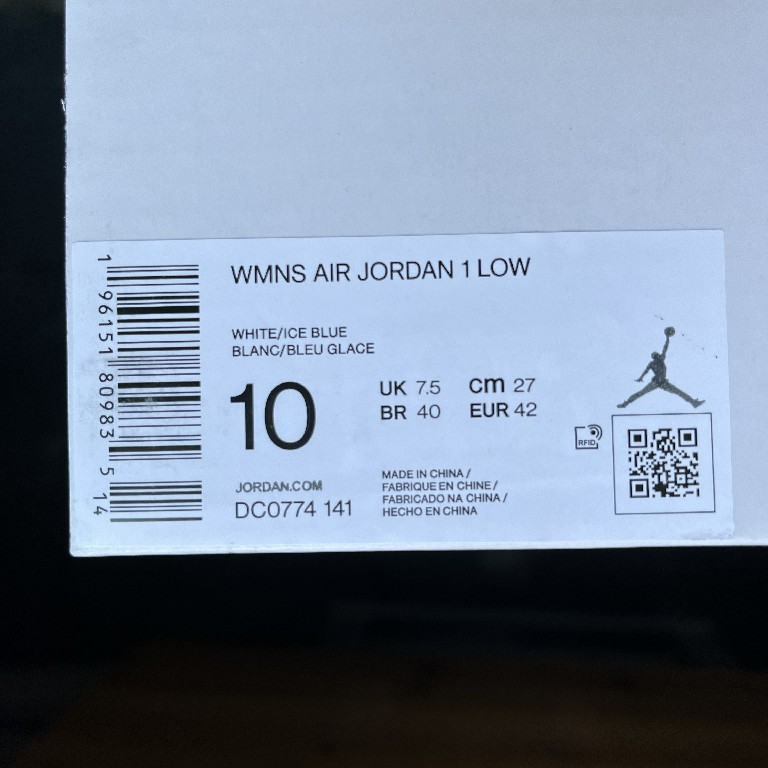 WMNS AIR JORDAN 1 LOW
WHITE/ICE BLUE
BLANC/BLEU GLACE
10
UK 7.5 cm 27
BR 40 EUR 42
JORDAN.COM
DC0774 141
MADE IN CHINA /
FABRIQUE EN CHINE /
FABRICADO NA CHINA /
HECHO EN CHINA
RFID
1 96151 80983 5 14